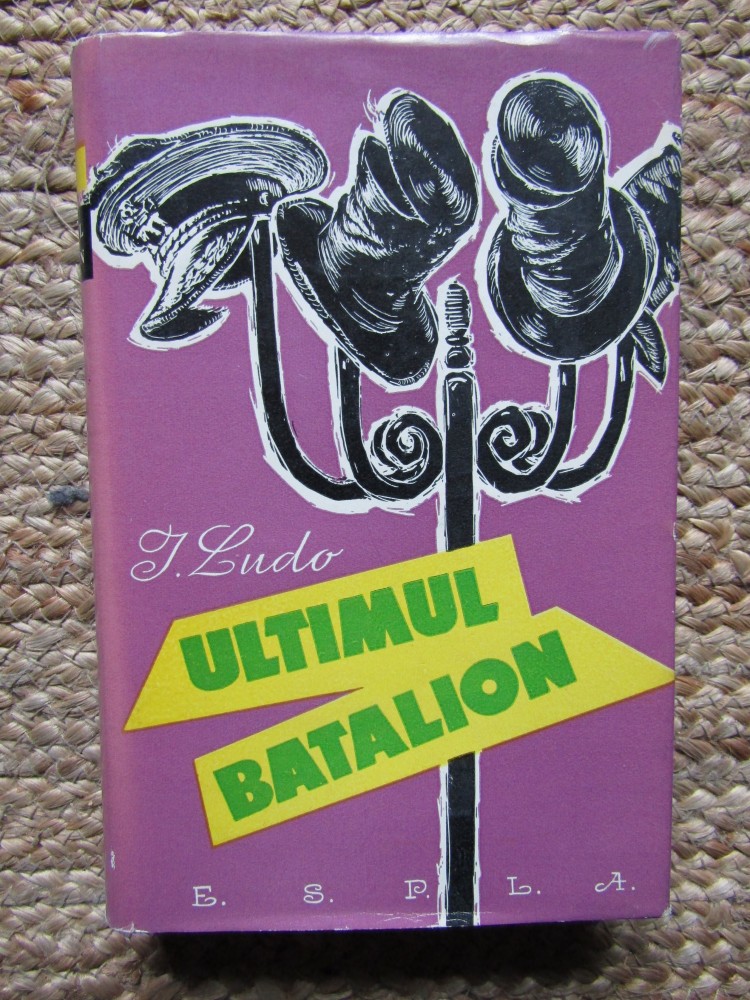 I. Ludo
ULTIMUL
BATALION
E. S. P. L. A.